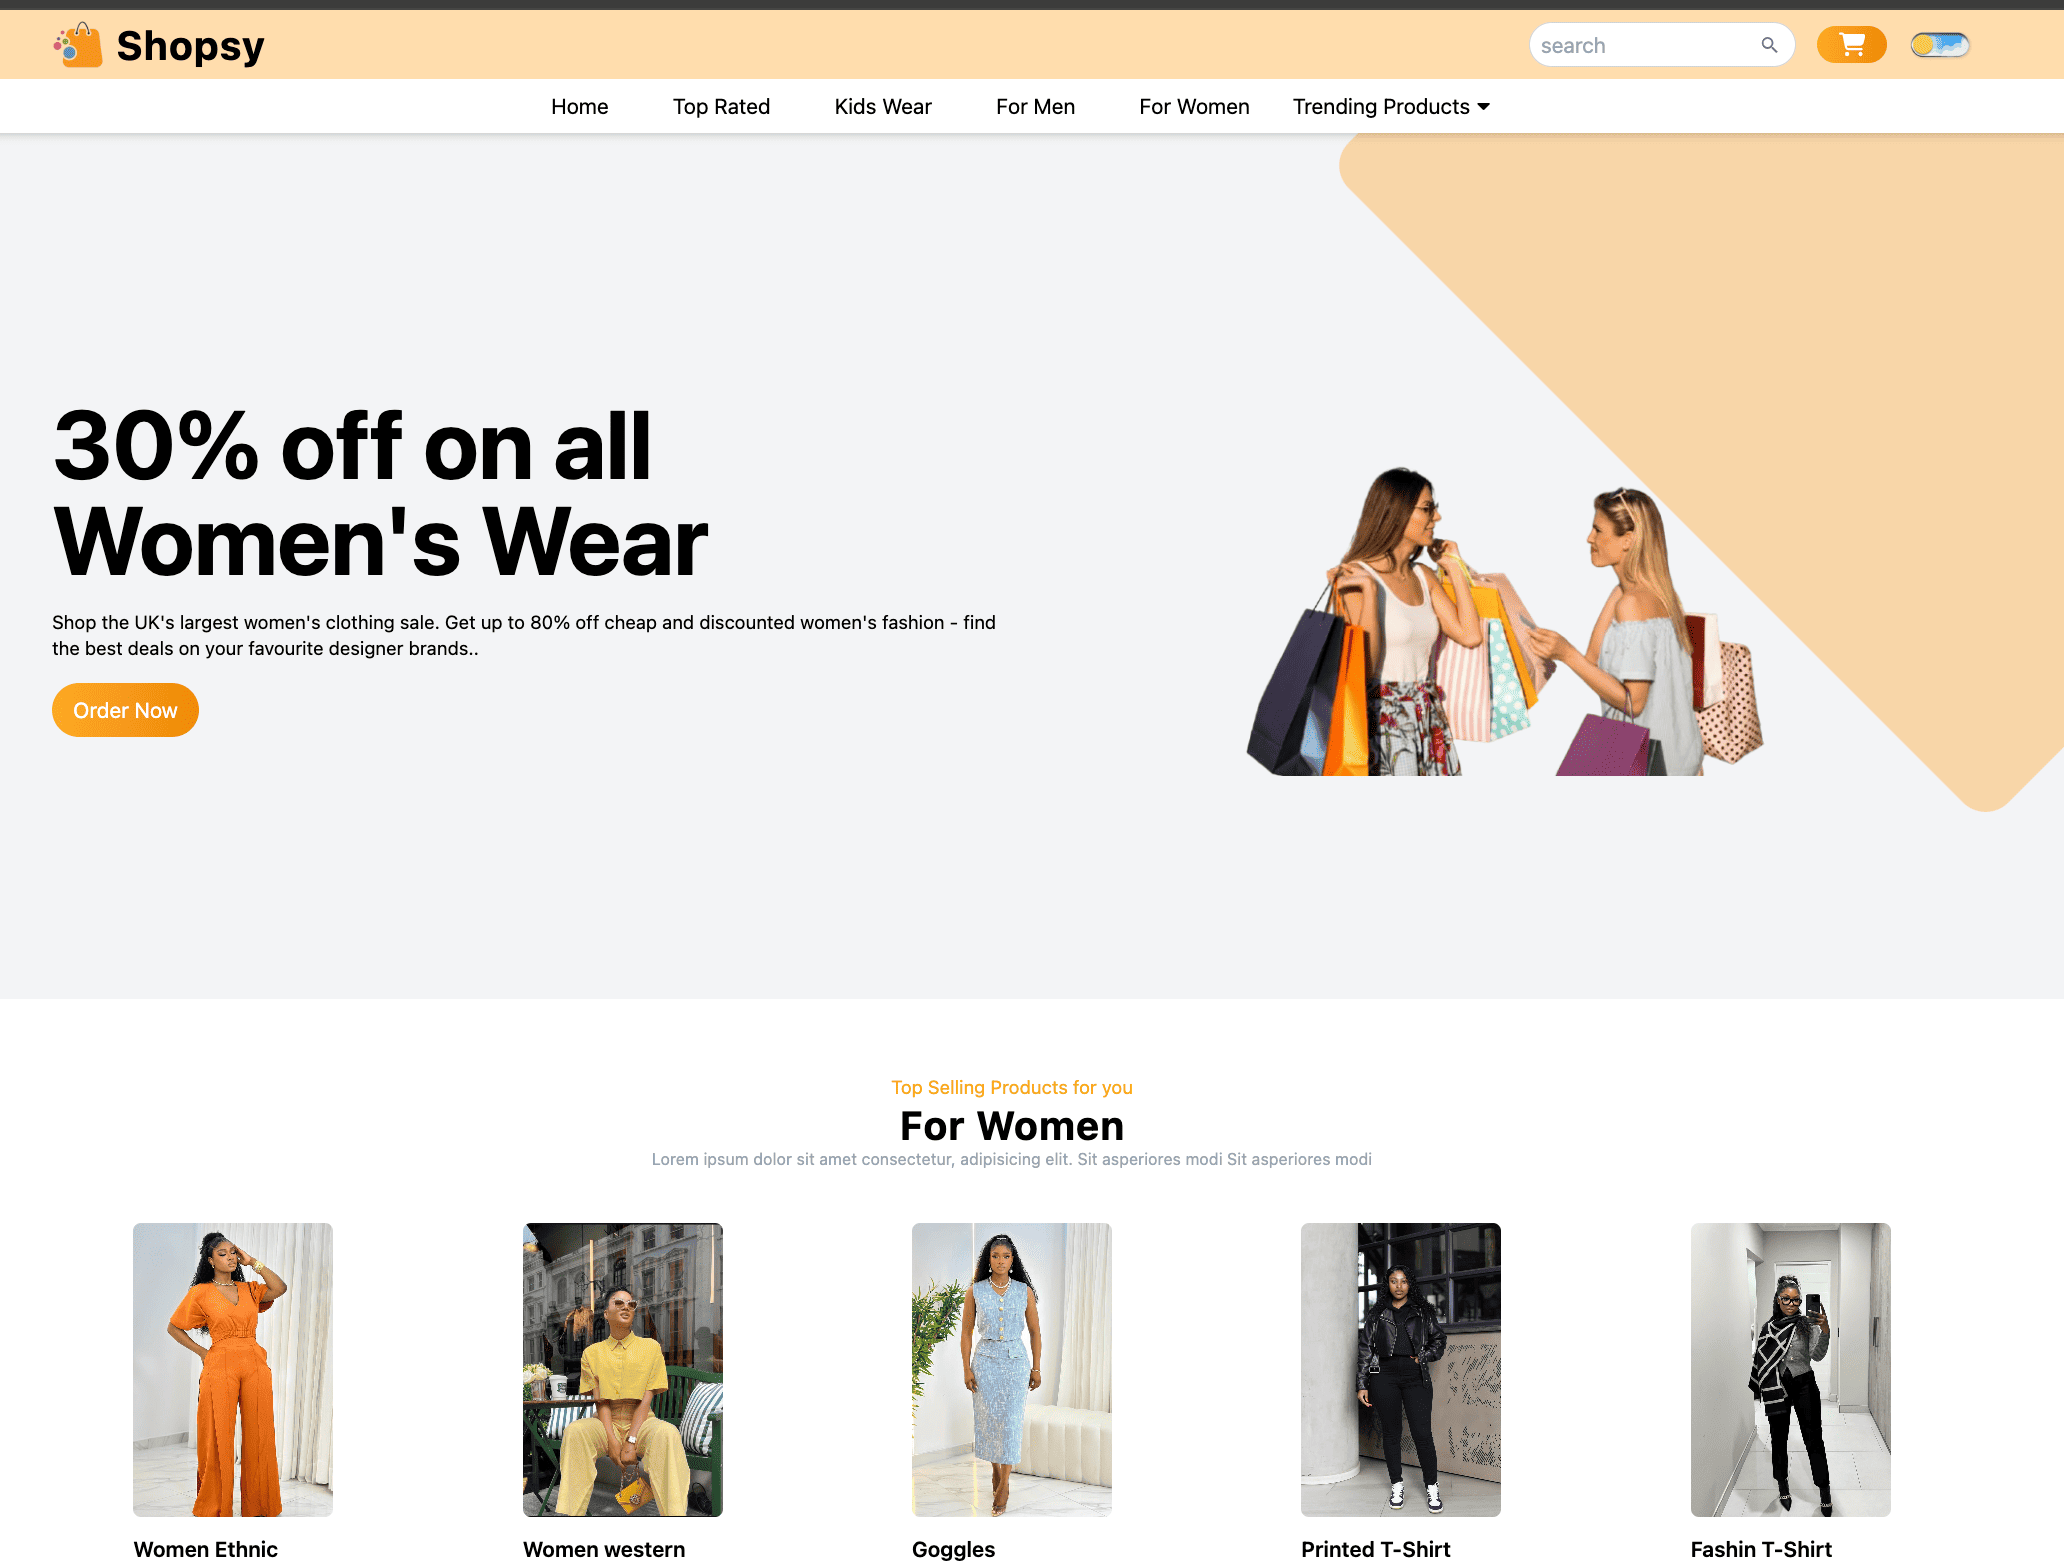 Shopsy
search
Home
Top Rated
Kids Wear
For Men
For Women
Trending Products
30% off on all
Women's Wear
Shop the UK's largest women's clothing sale. Get up to 80% off cheap and discounted women's fashion - find
the best deals on your favourite designer brands..
Order Now
Top Selling Products for you
For Women
Lorem ipsum dolor sit amet consectetur, adipisicing elit. Sit asperiores modi Sit asperiores modi
Women Ethnic
Women western
Goggles
Printed T-Shirt
Fashin T-Shirt